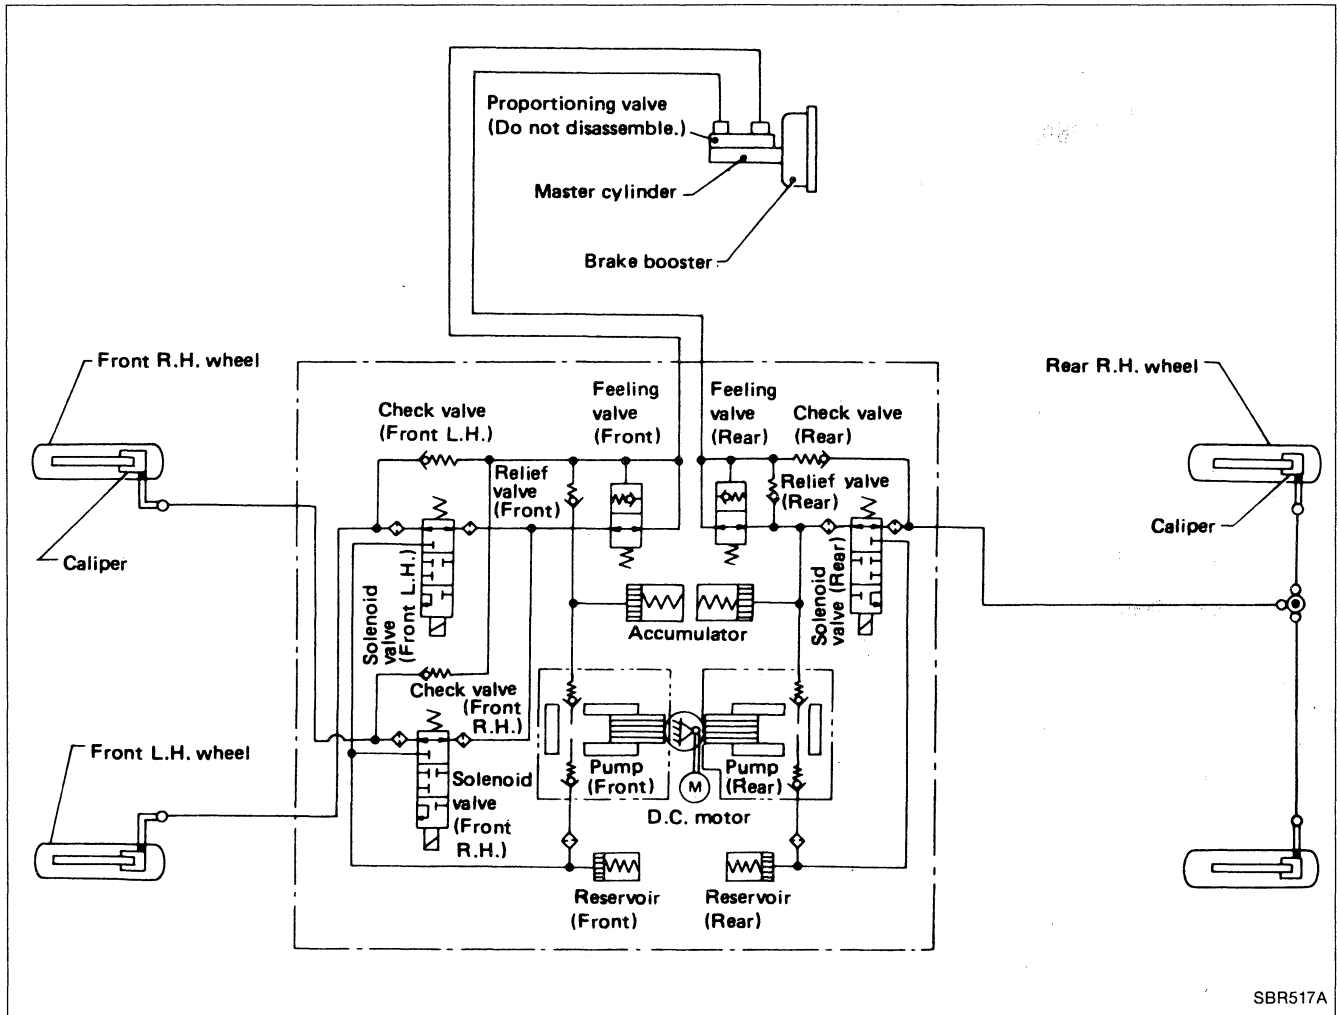 Proportioning valve
(Do not disassemble.)
Master cylinder
Brake booster
Front R.H. wheel
Rear R.H. wheel
Feeling
valve
(Front)
Feeling
valve
(Rear)
Check valve
(Front L.H.)
Check valve
(Rear)
Relief
valve
(Front)
Relief valve
(Rear)
Caliper
Caliper
Solenoid
valve
(Front L.H.)
Solenoid
valve (Rear)
Accumulator
Check valve
(Front
R.H.)
Front L.H. wheel
Solenoid
valve
(Front
R.H.)
Pump
(Front)
Pump
(Rear)
M
D.C. motor
Reservoir
(Front)
Reservoir
(Rear)
SBR517A